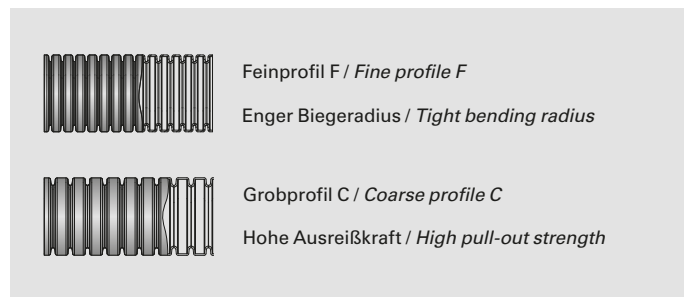 Feinprofil F / Fine profile F
Enger Biegeradius / Tight bending radius
Grobprofil C / Coarse profile C
Hohe Ausreißkraft / High pull-out strength